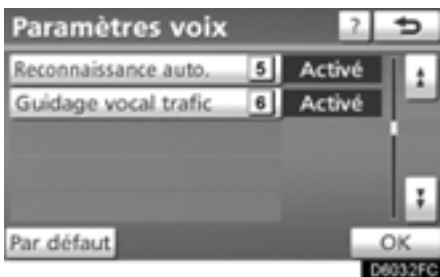 Paramètres voix ?
Reconnaissance auto. 5 Activé
Guidage vocal trafic 6 Activé
Par défaut OK
D6032FC